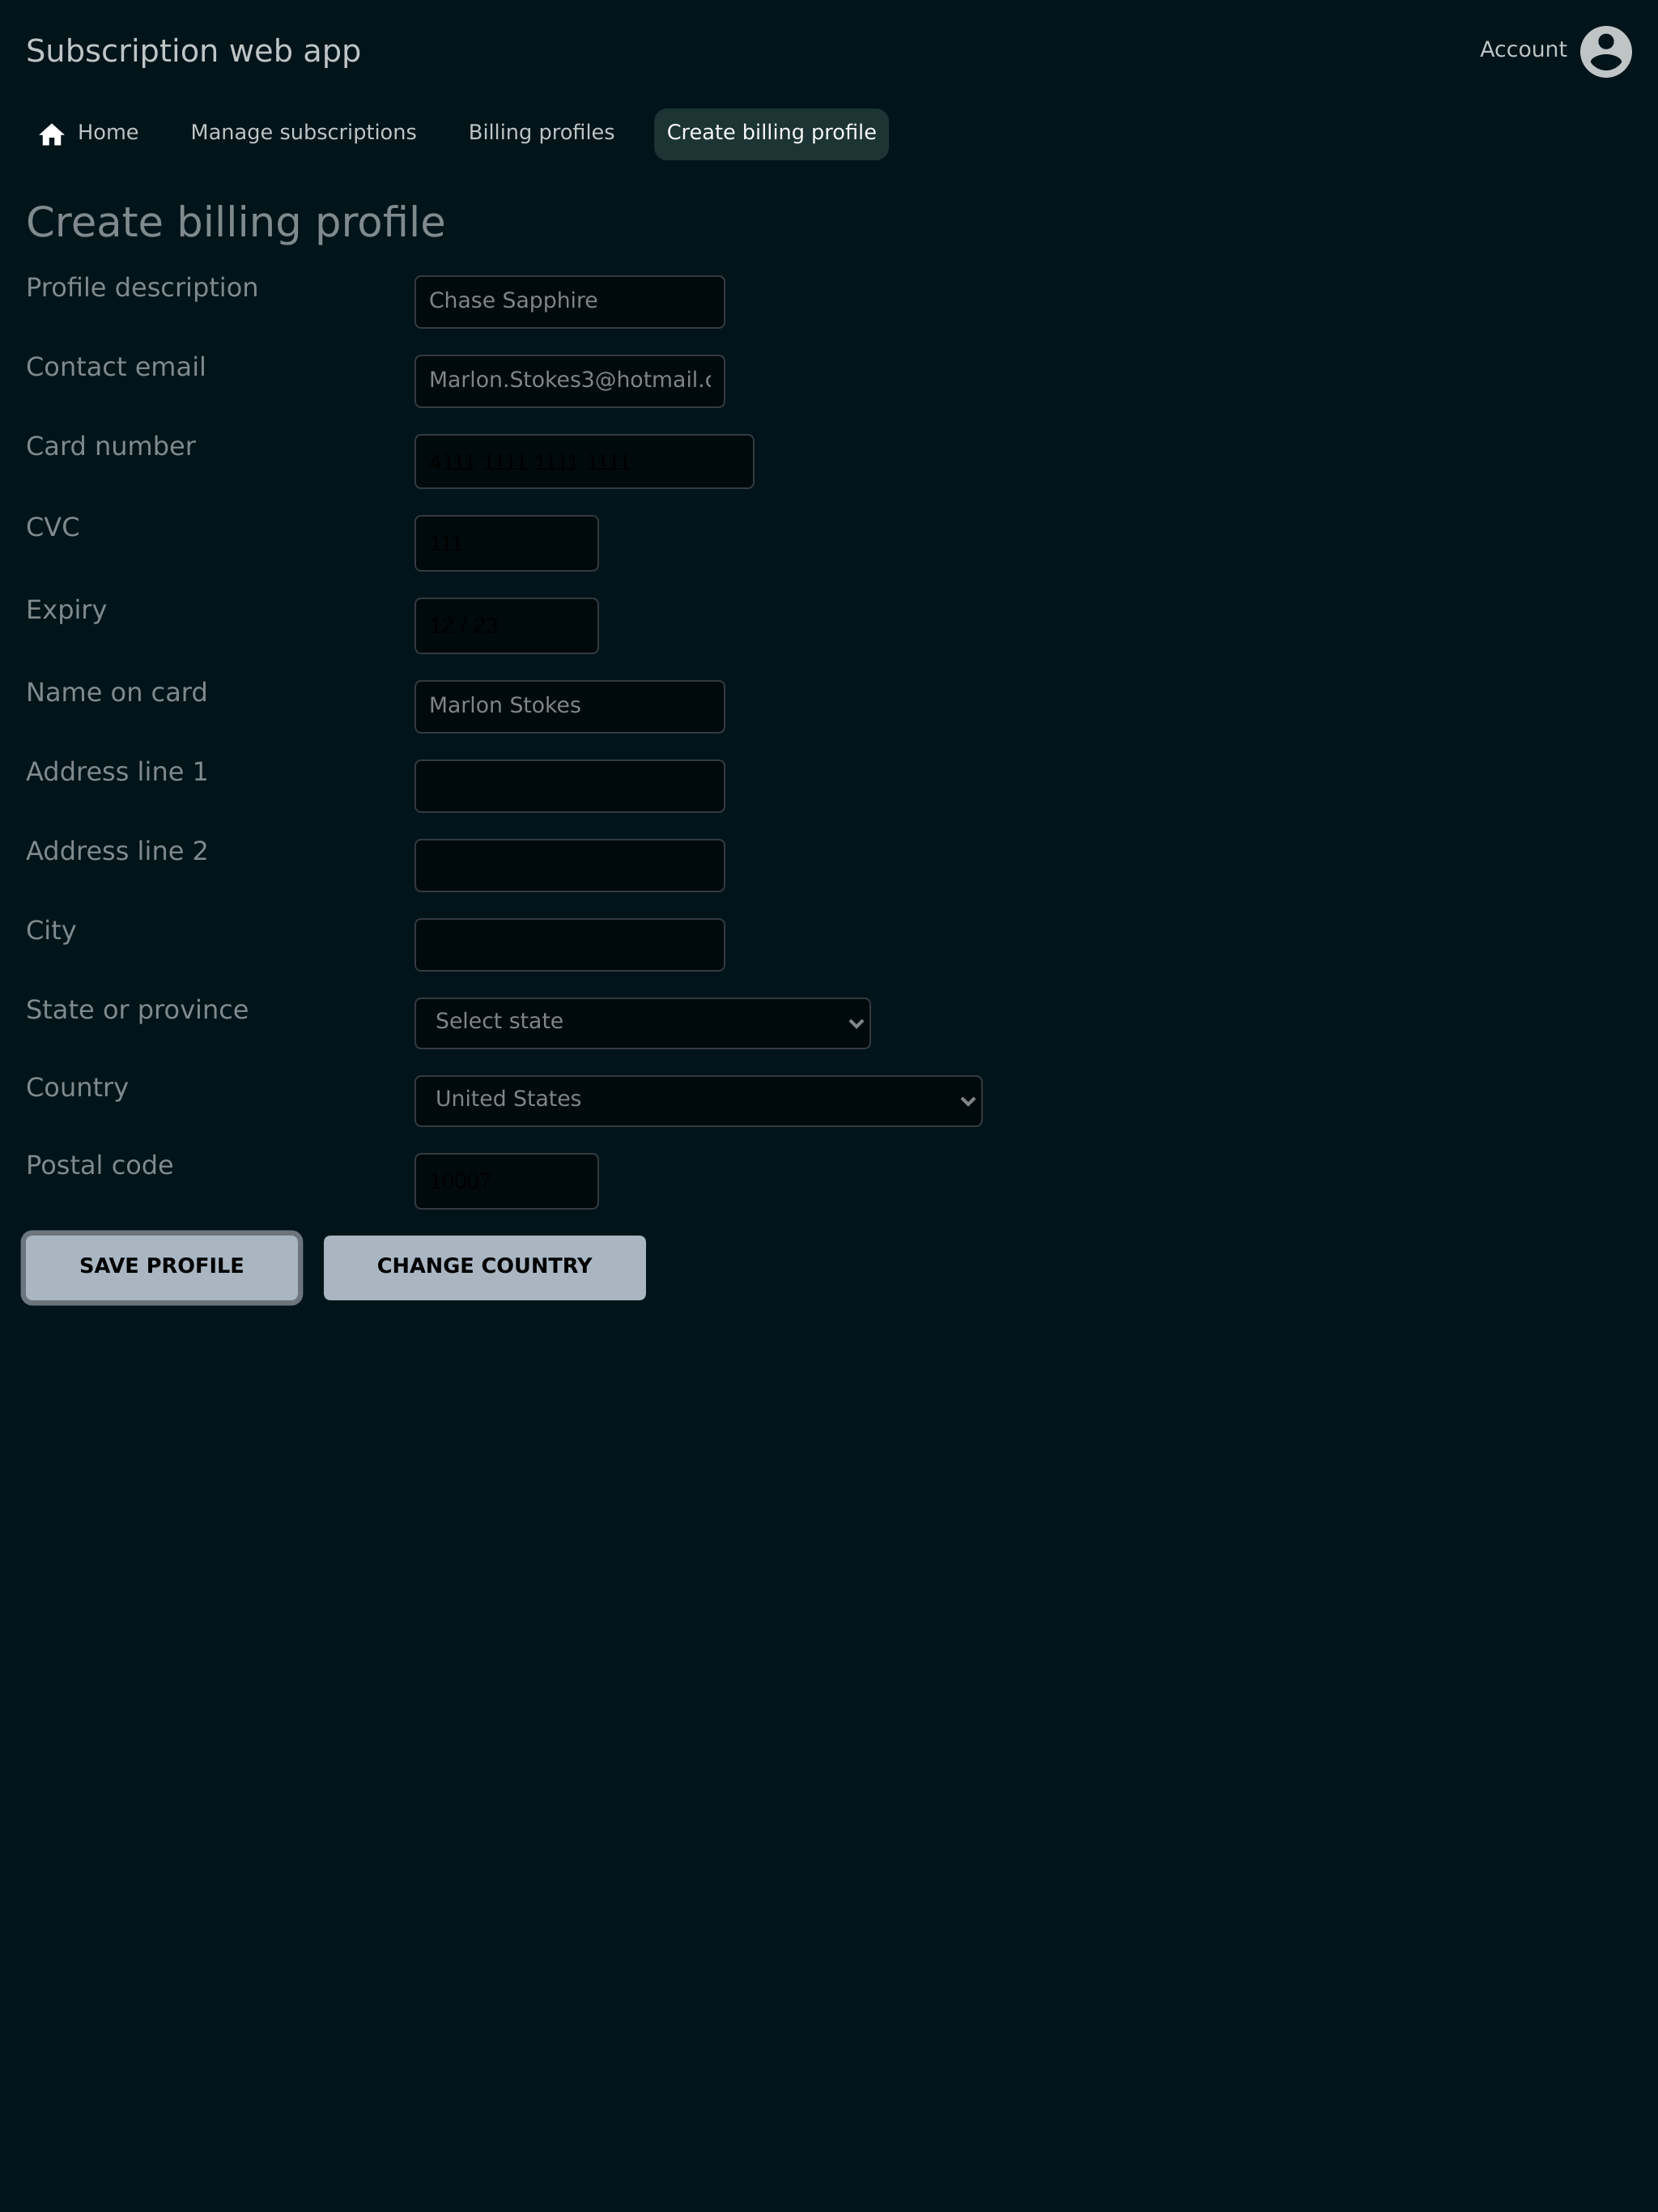 Subscription web app
Account
Home Manage subscriptions Billing profiles Create billing profile
Create billing profile
Profile description Chase Sapphire
Contact email Marlon.Stokes3@hotmail.c
Card number 4111 1111 1111 1111
CVC 111
Expiry 12 / 23
Name on card Marlon Stokes
Address line 1
Address line 2
City
State or province Select state
Country United States
Postal code 10007
SAVE PROFILE CHANGE COUNTRY